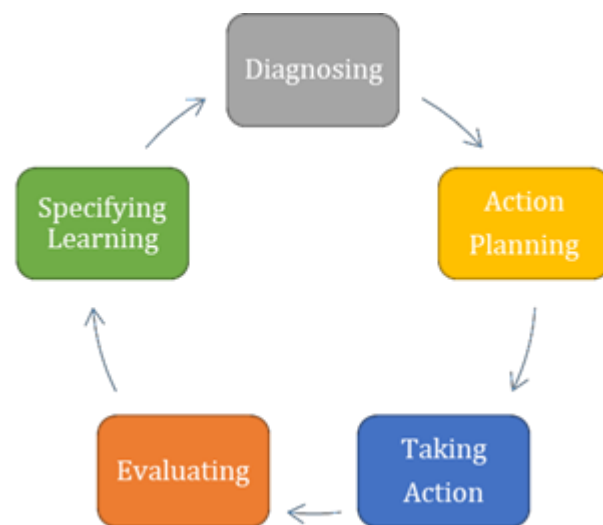 Diagnosing
Action
Planning
Taking
Action
Evaluating
Specifying
Learning